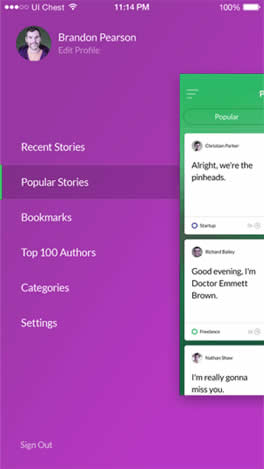 UI Chest
11:14 PM
100%
Brandon Pearson
Edit Profile
Recent Stories
Popular Stories
Bookmarks
Top 100 Authors
Categories
Settings
Sign Out
P
Popular
Christian Parker
Alright, we're the
pinheads.
Startup
Richard Bailey
Good evening, I'm
Doctor Emmett
Brown.
Freelance
Nathan Shaw
I'm really gonna
miss you.